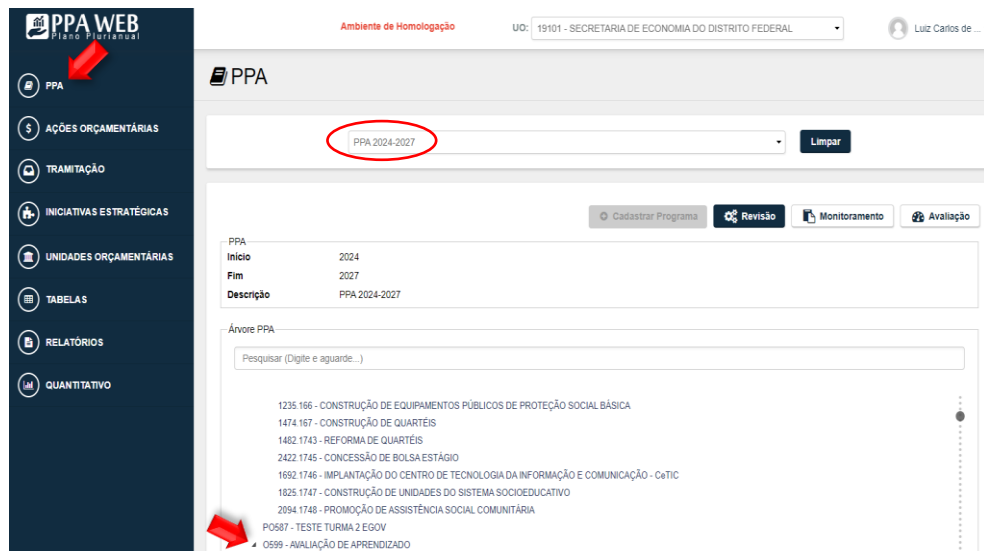 PPA WEB
Plano Plurianual
Ambiente de Homologação
UO: 19101 - SECRETARIA DE ECONOMIA DO DISTRITO FEDERAL
Luiz Carlos de ...
PPA
AÇÕES ORÇAMENTÁRIAS
TRAMITAÇÃO
INICIATIVAS ESTRATÉGICAS
UNIDADES ORÇAMENTÁRIAS
TABELAS
RELATÓRIOS
QUANTITATIVO
PPA
PPA 2024-2027
Limpar
Cadastrar Programa
Revisão
Monitoramento
Avaliação
PPA
Início 2024
Fim 2027
Descrição PPA 2024-2027
Árvore PPA
Pesquisar (Digite e aguarde...)
1235.166 - CONSTRUÇÃO DE EQUIPAMENTOS PÚBLICOS DE PROTEÇÃO SOCIAL BÁSICA
1474.167 - CONSTRUÇÃO DE QUARTÉIS
1482.1743 - REFORMA DE QUARTÉIS
2422.1745 - CONCESSÃO DE BOLSA ESTÁGIO
1692.1746 - IMPLANTAÇÃO DO CENTRO DE TECNOLOGIA DA INFORMAÇÃO E COMUNICAÇÃO - CeTIC
1825.1747 - CONSTRUÇÃO DE UNIDADES DO SISTEMA SOCIOEDUCATIVO
2094.1748 - PROMOÇÃO DE ASSISTÊNCIA SOCIAL COMUNITÁRIA
PO587 - TESTE TURMA 2 EGOV
O599 - AVALIAÇÃO DE APRENDIZADO